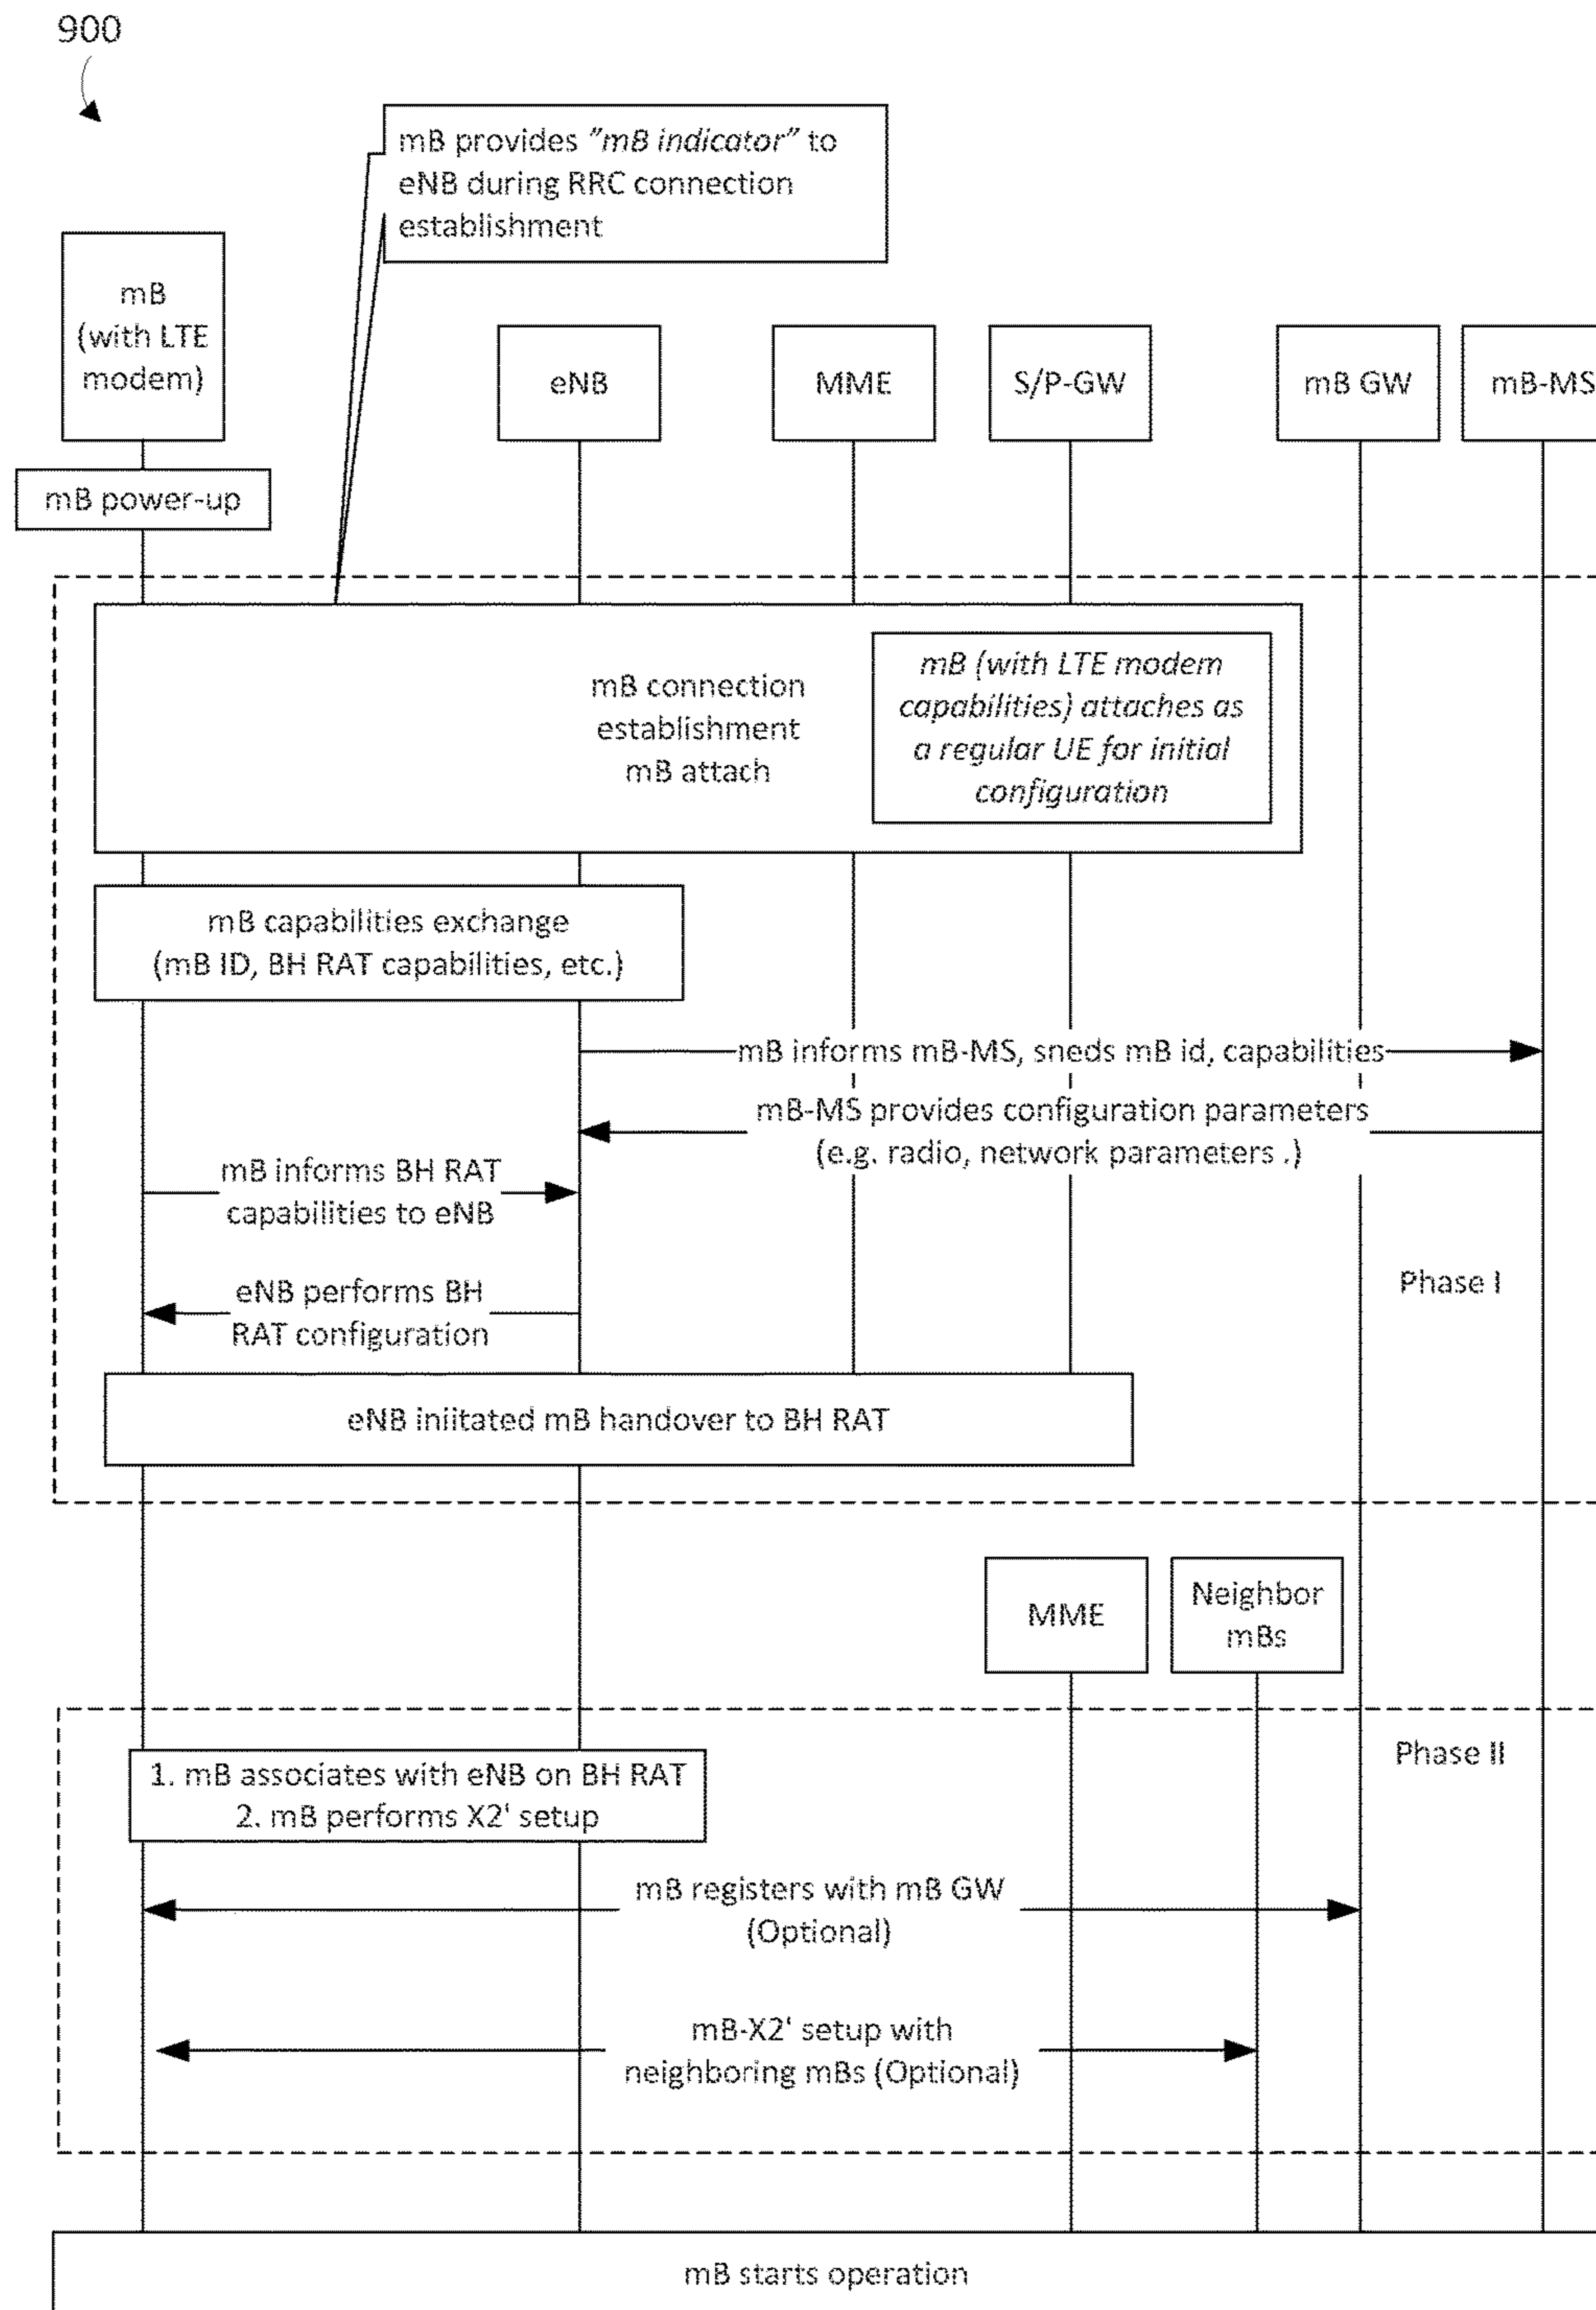 900
mB provides "mB indicator" to
eNB during RRC connection
establishment
mB
(with LTE
modem)
eNB
MME
S/P-GW
mB GW
mB-MS
mB power-up
mB connection
establishment
mB attach
mB (with LTE modem
capabilities) attaches as
a regular UE for initial
configuration
mB capabilities exchange
(mB ID, BH RAT capabilities, etc.)
mB informs mB-MS, sneds mB id, capabilities
mB-MS provides configuration parameters
(e.g. radio, network parameters .)
mB informs BH RAT
capabilities to eNB
Phase I
eNB performs BH
RAT configuration
eNB iniitated mB handover to BH RAT
MME
Neighbor
mBs
Phase II
1. mB associates with eNB on BH RAT
2. mB performs X2' setup
mB registers with mB GW
(Optional)
mB-X2' setup with
neighboring mBs (Optional)
mB starts operation